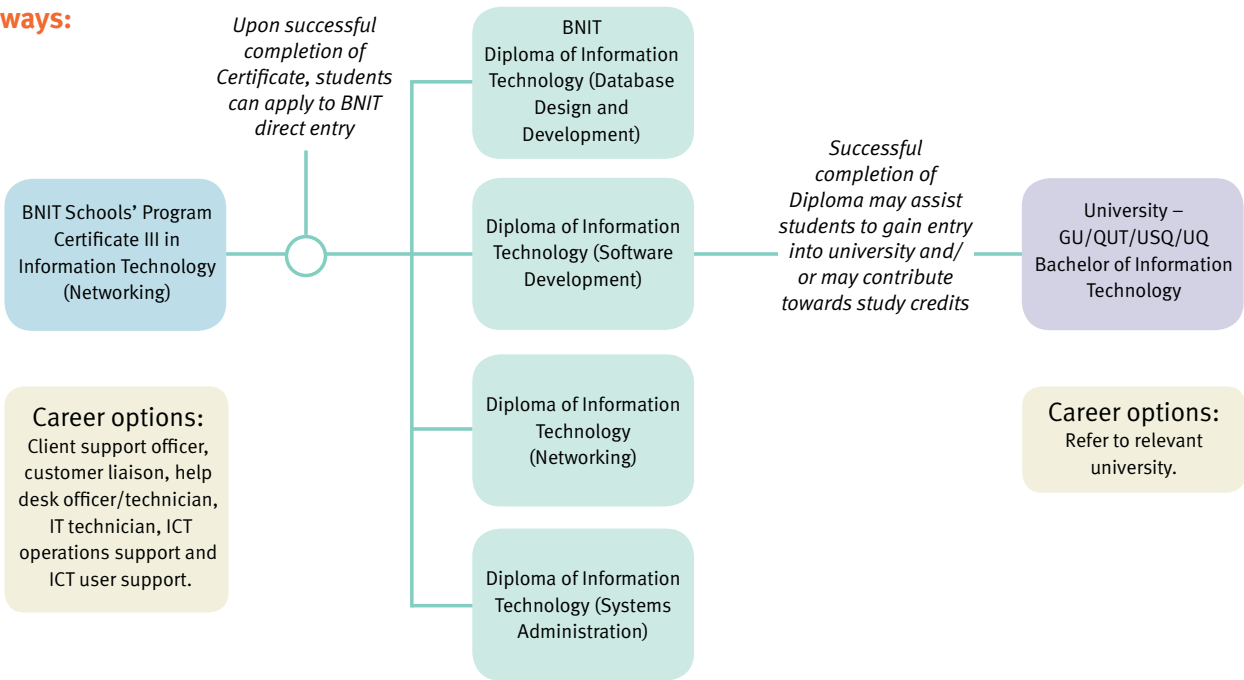 ways:
Upon successful
completion of
Certificate, students
can apply to BNIT
direct entry
BNIT Schools’ Program
Certificate III in
Information Technology
(Networking)
BNIT
Diploma of Information
Technology (Database
Design and
Development)
Diploma of Information
Technology (Software
Development)
Diploma of Information
Technology
(Networking)
Diploma of Information
Technology (Systems
Administration)
Successful
completion of
Diploma may assist
students to gain entry
into university and/
or may contribute
towards study credits
University –
GU/QUT/USQ/UQ
Bachelor of Information
Technology
Career options:
Client support officer,
customer liaison, help
desk officer/technician,
IT technician, ICT
operations support and
ICT user support.
Career options:
Refer to relevant
university.